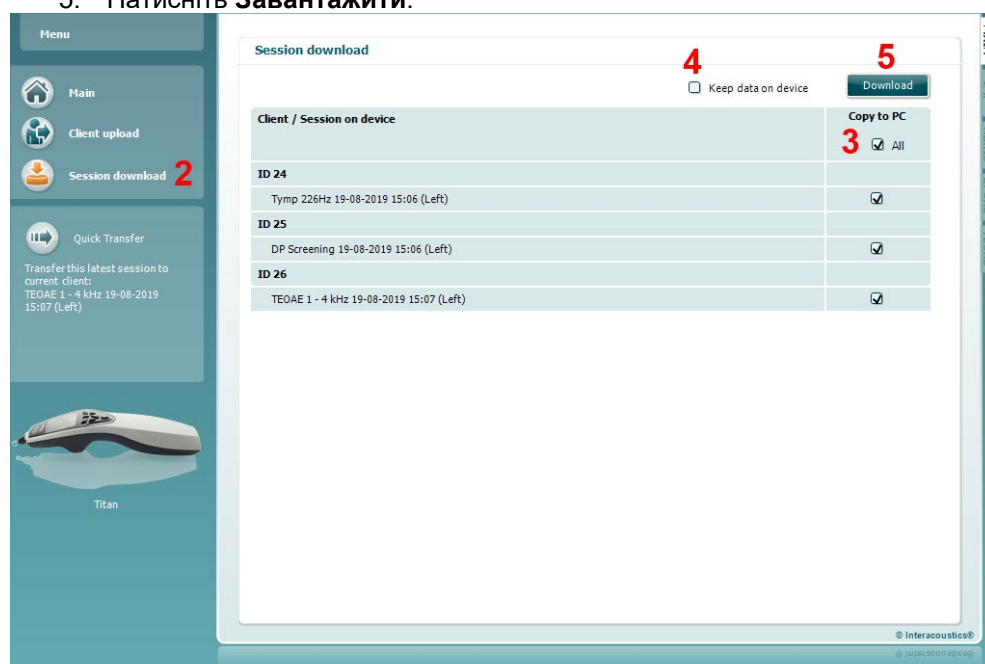 5. Натисніть Завантажити.
Menu
Main
Client upload
Session download 2
Quick Transfer
Transfer this latest session to
current client:
TEOAE 1 - 4 kHz 19-08-2019
15:07 (Left)
Titan
Session download
4
5
Keep data on device
Download
Client / Session on device
Copy to PC
3 All
ID 24
Tymp 226Hz 19-08-2019 15:06 (Left)
ID 25
DP Screening 19-08-2019 15:06 (Left)
ID 26
TEOAE 1 - 4 kHz 19-08-2019 15:07 (Left)
© Interacoustics®